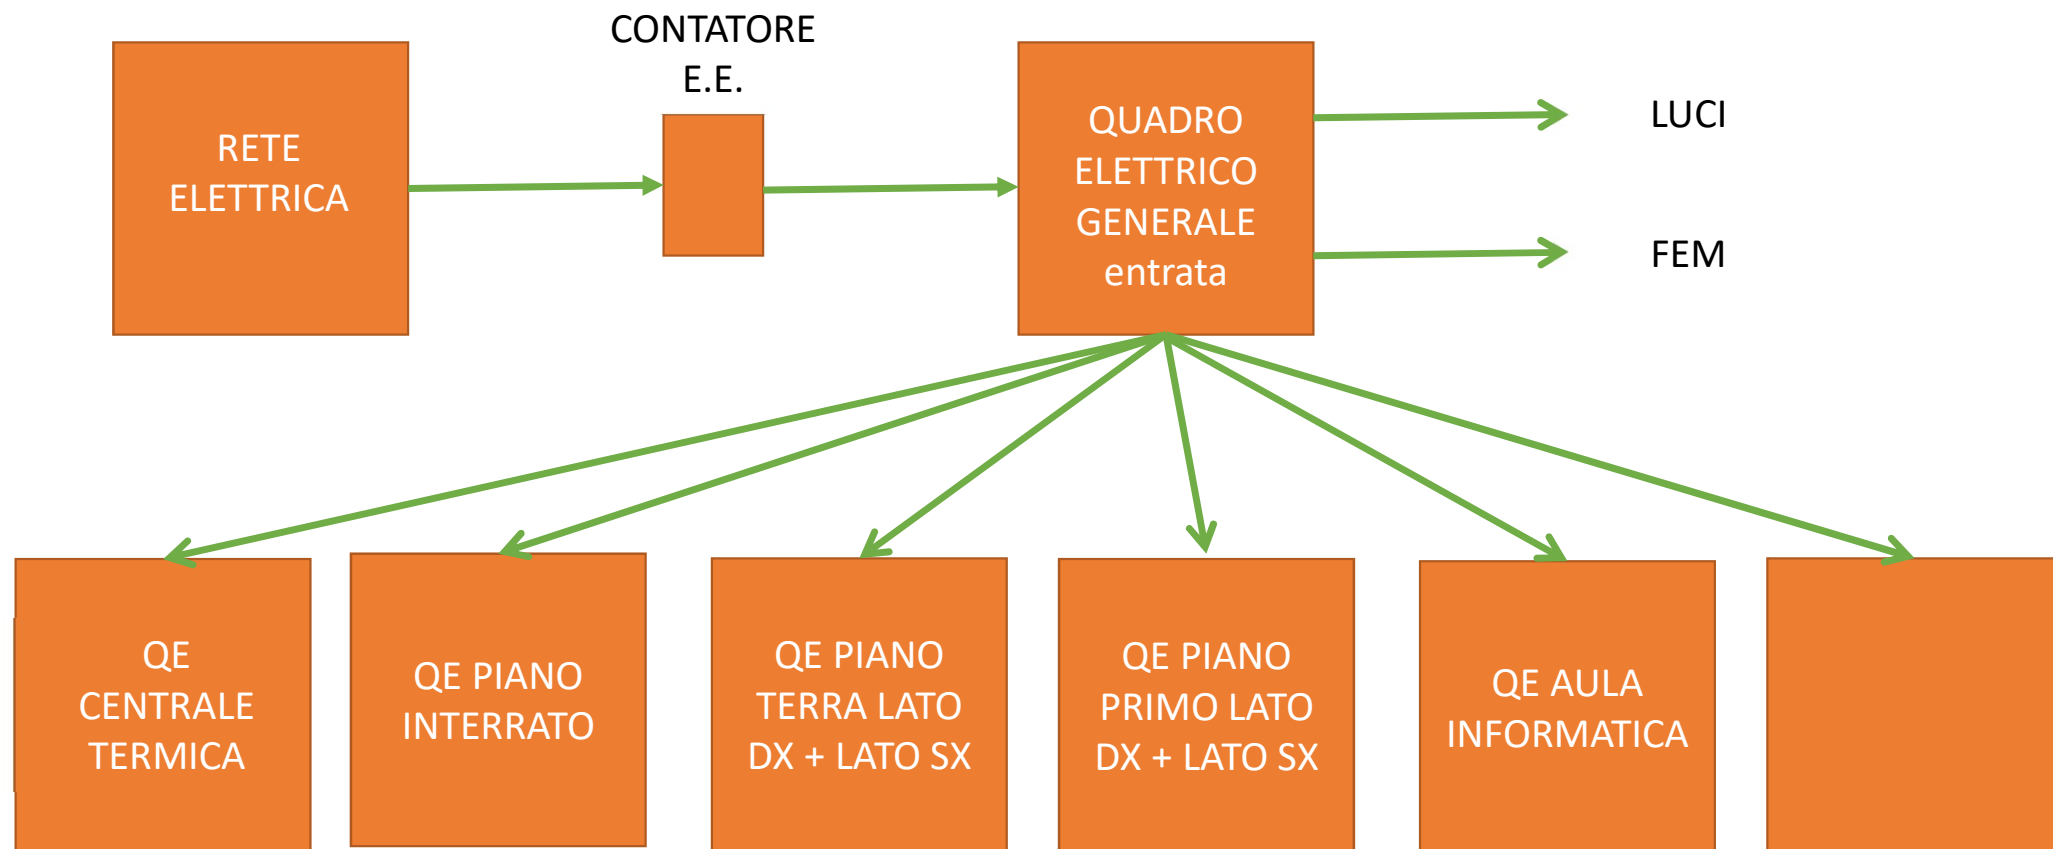 CONTATORE
E.E.
RETE
ELETTRICA
QUADRO
ELETTRICO
GENERALE
entrata
LUCI
FEM
QE
CENTRALE
TERMICA
QE PIANO
INTERRATO
QE PIANO
TERRA LATO
DX + LATO SX
QE PIANO
PRIMO LATO
DX + LATO SX
QE AULA
INFORMATICA